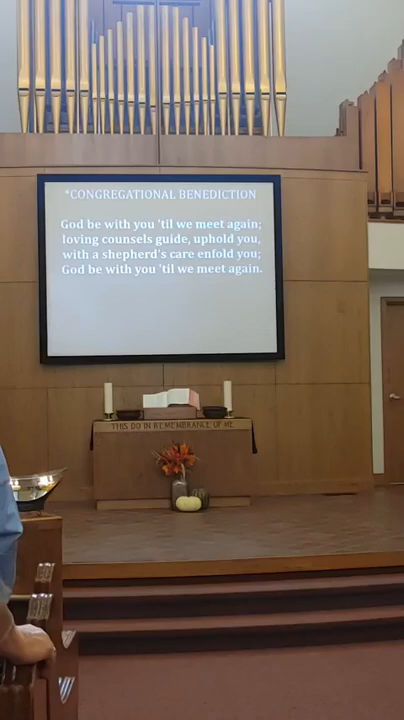 *CONGREGATIONAL BENEDICTION
God be with you 'til we meet again;
loving counsels guide, uphold you,
with a shepherd's care enfold you;
God be with you 'til we meet again.
THIS DO IN REMEMBRANCE OF ME